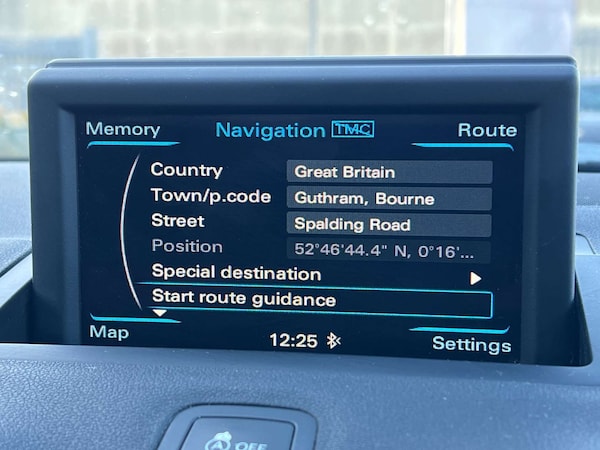 Memory Navigation TMC Route
Country Great Britain
Town/p.code Guthram, Bourne
Street Spalding Road
Position 52°46'44.4" N, 0°16'...
Special destination
Start route guidance
Map 12:25 Settings
A OFF